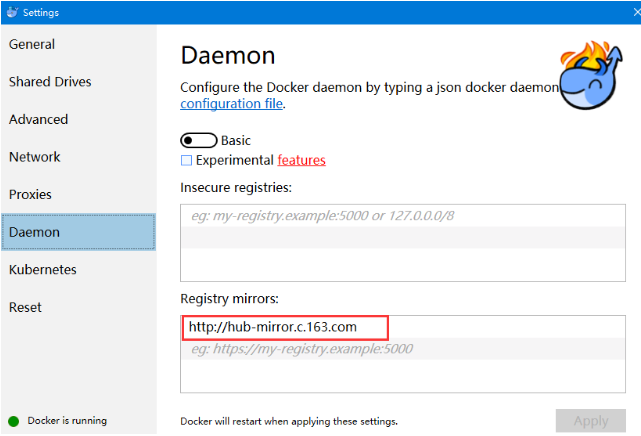 Settings
General
Shared Drives
Advanced
Network
Proxies
Daemon
Kubernetes
Reset
Docker is running
Daemon
Configure the Docker daemon by typing a json docker daemon
configuration file.
Basic
Experimental features
Insecure registries:
eg: my-registry.example:5000 or 127.0.0.0/8
Registry mirrors:
http://hub-mirror.c.163.com
eg: https://my-registry.example:5000
Docker will restart when applying these settings.
Apply